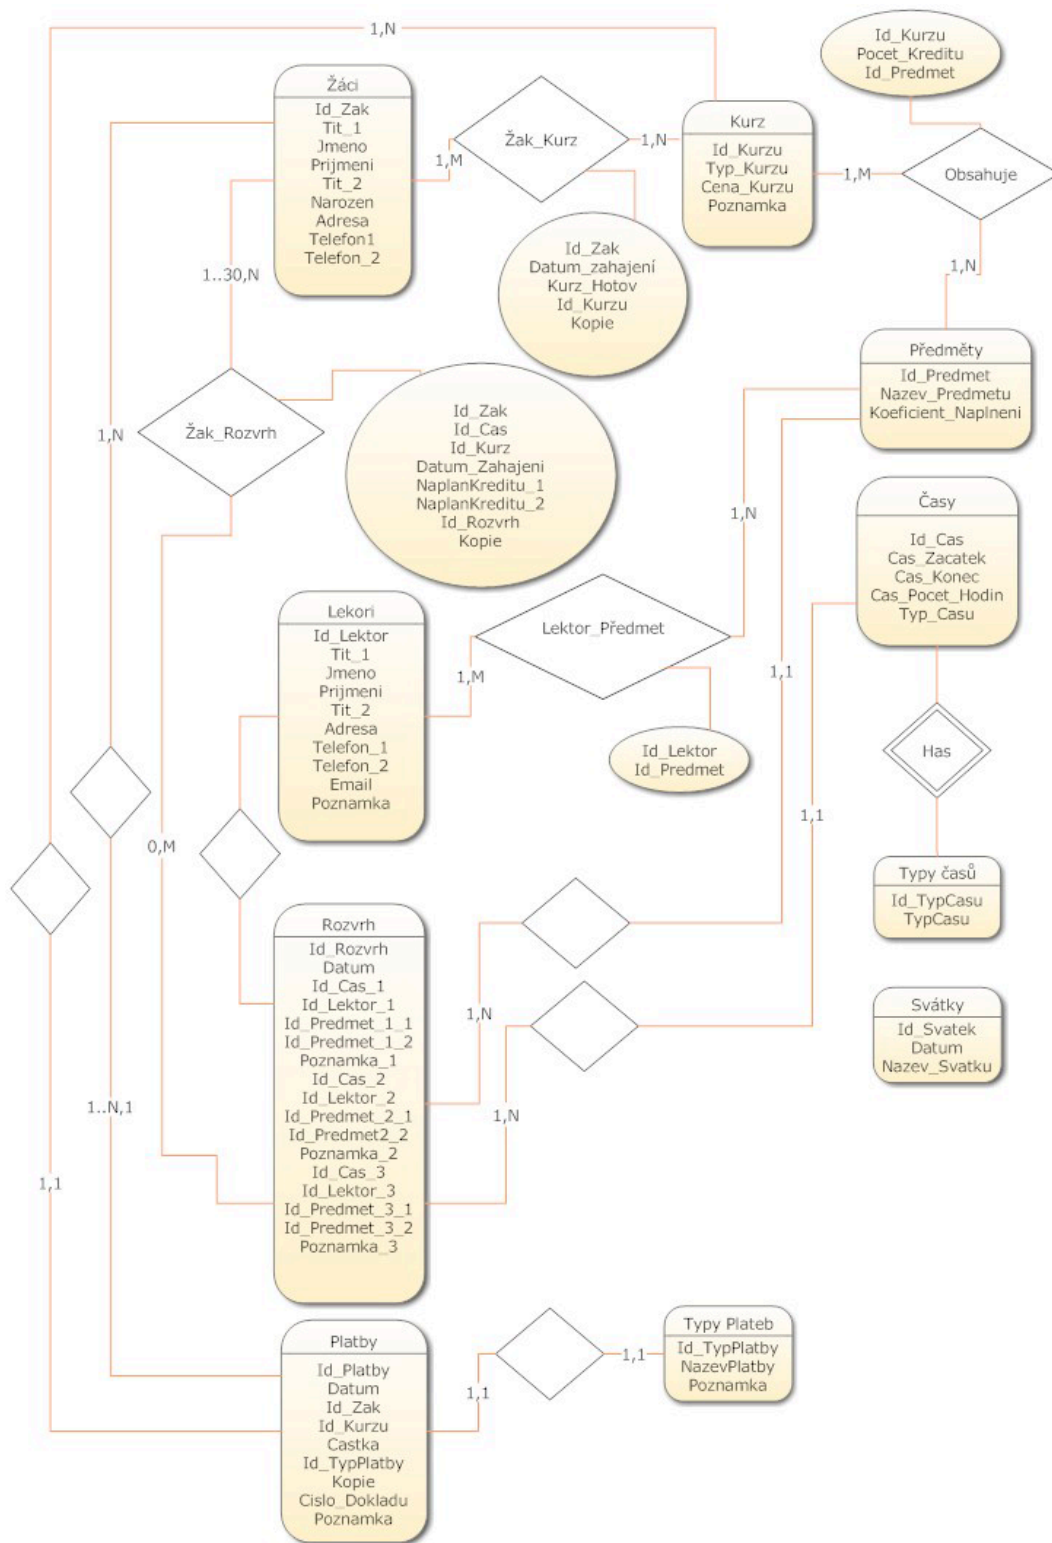 1,N
Id_Kurzu
Pocet_Kreditu
Id_Predmet
Žáci
Id_Zak
Tit_1
Jmeno
Prijmeni
Tit_2
Narozen
Adresa
Telefon1
Telefon_2
1,M
Žak_Kurz
1,N
Kurz
Id_Kurzu
Typ_Kurzu
Cena_Kurzu
Poznamka
1,M
Obsahuje
Id_Zak
Datum_zahajení
Kurz_Hotov
Id_Kurzu
Kopie
1,N
1..30,N
Předměty
Id_Predmet
Nazev_Predmetu
Koeficient_Naplneni
1,N
Žak_Rozvrh
Id_Zak
Id_Cas
Id_Kurz
Datum_Zahajeni
NaplanKreditu_1
NaplanKreditu_2
Id_Rozvrh
Kopie
1,N
Časy
Id_Cas
Cas_Zacatek
Cas_Konec
Cas_Pocet_Hodin
Typ_Casu
Lekori
Id_Lektor
Tit_1
Jmeno
Prijmeni
Tit_2
Adresa
Telefon_1
Telefon_2
Email
Poznamka
1,M
Lektor_Předmet
1,1
Id_Lektor
Id_Predmet
Has
0,M
1,1
Typy časů
Id_TypCasu
TypCasu
Rozvrh
Id_Rozvrh
Datum
Id_Cas_1
Id_Lektor_1
Id_Predmet_1_1
Id_Predmet_1_2
Poznamka_1
Id_Cas_2
Id_Lektor_2
Id_Predmet_2_1
Id_Predmet2_2
Poznamka_2
Id_Cas_3
Id_Lektor_3
Id_Predmet_3_1
Id_Predmet_3_2
Poznamka_3
1,N
1,N
Svátky
Id_Svatek
Datum
Nazev_Svatku
1..N,1
1,1
Platby
Id_Platby
Datum
Id_Zak
Id_Kurzu
Castka
Id_TypPlatby
Kopie
Cislo_Dokladu
Poznamka
1,1
1,1
Typy Plateb
Id_TypPlatby
NazevPlatby
Poznamka